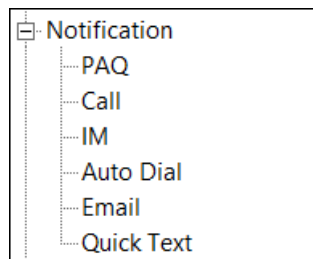 Notification
PAQ
Call
IM
Auto Dial
Email
Quick Text